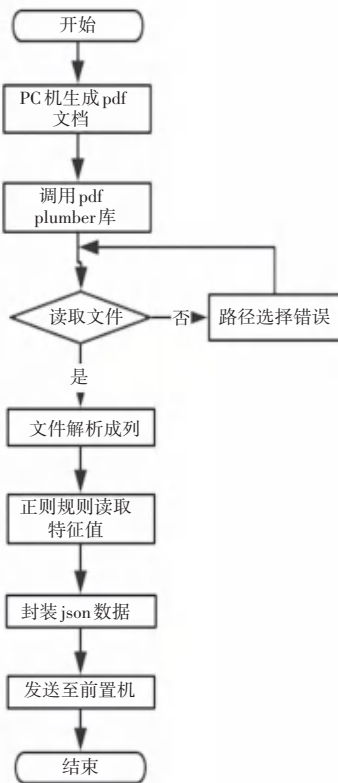 开始
PC机生成pdf
文档
调用pdf
plumber库
读取文件
否
路径选择错误
是
文件解析成列
正则规则读取
特征值
封装json数据
发送至前置机
结束